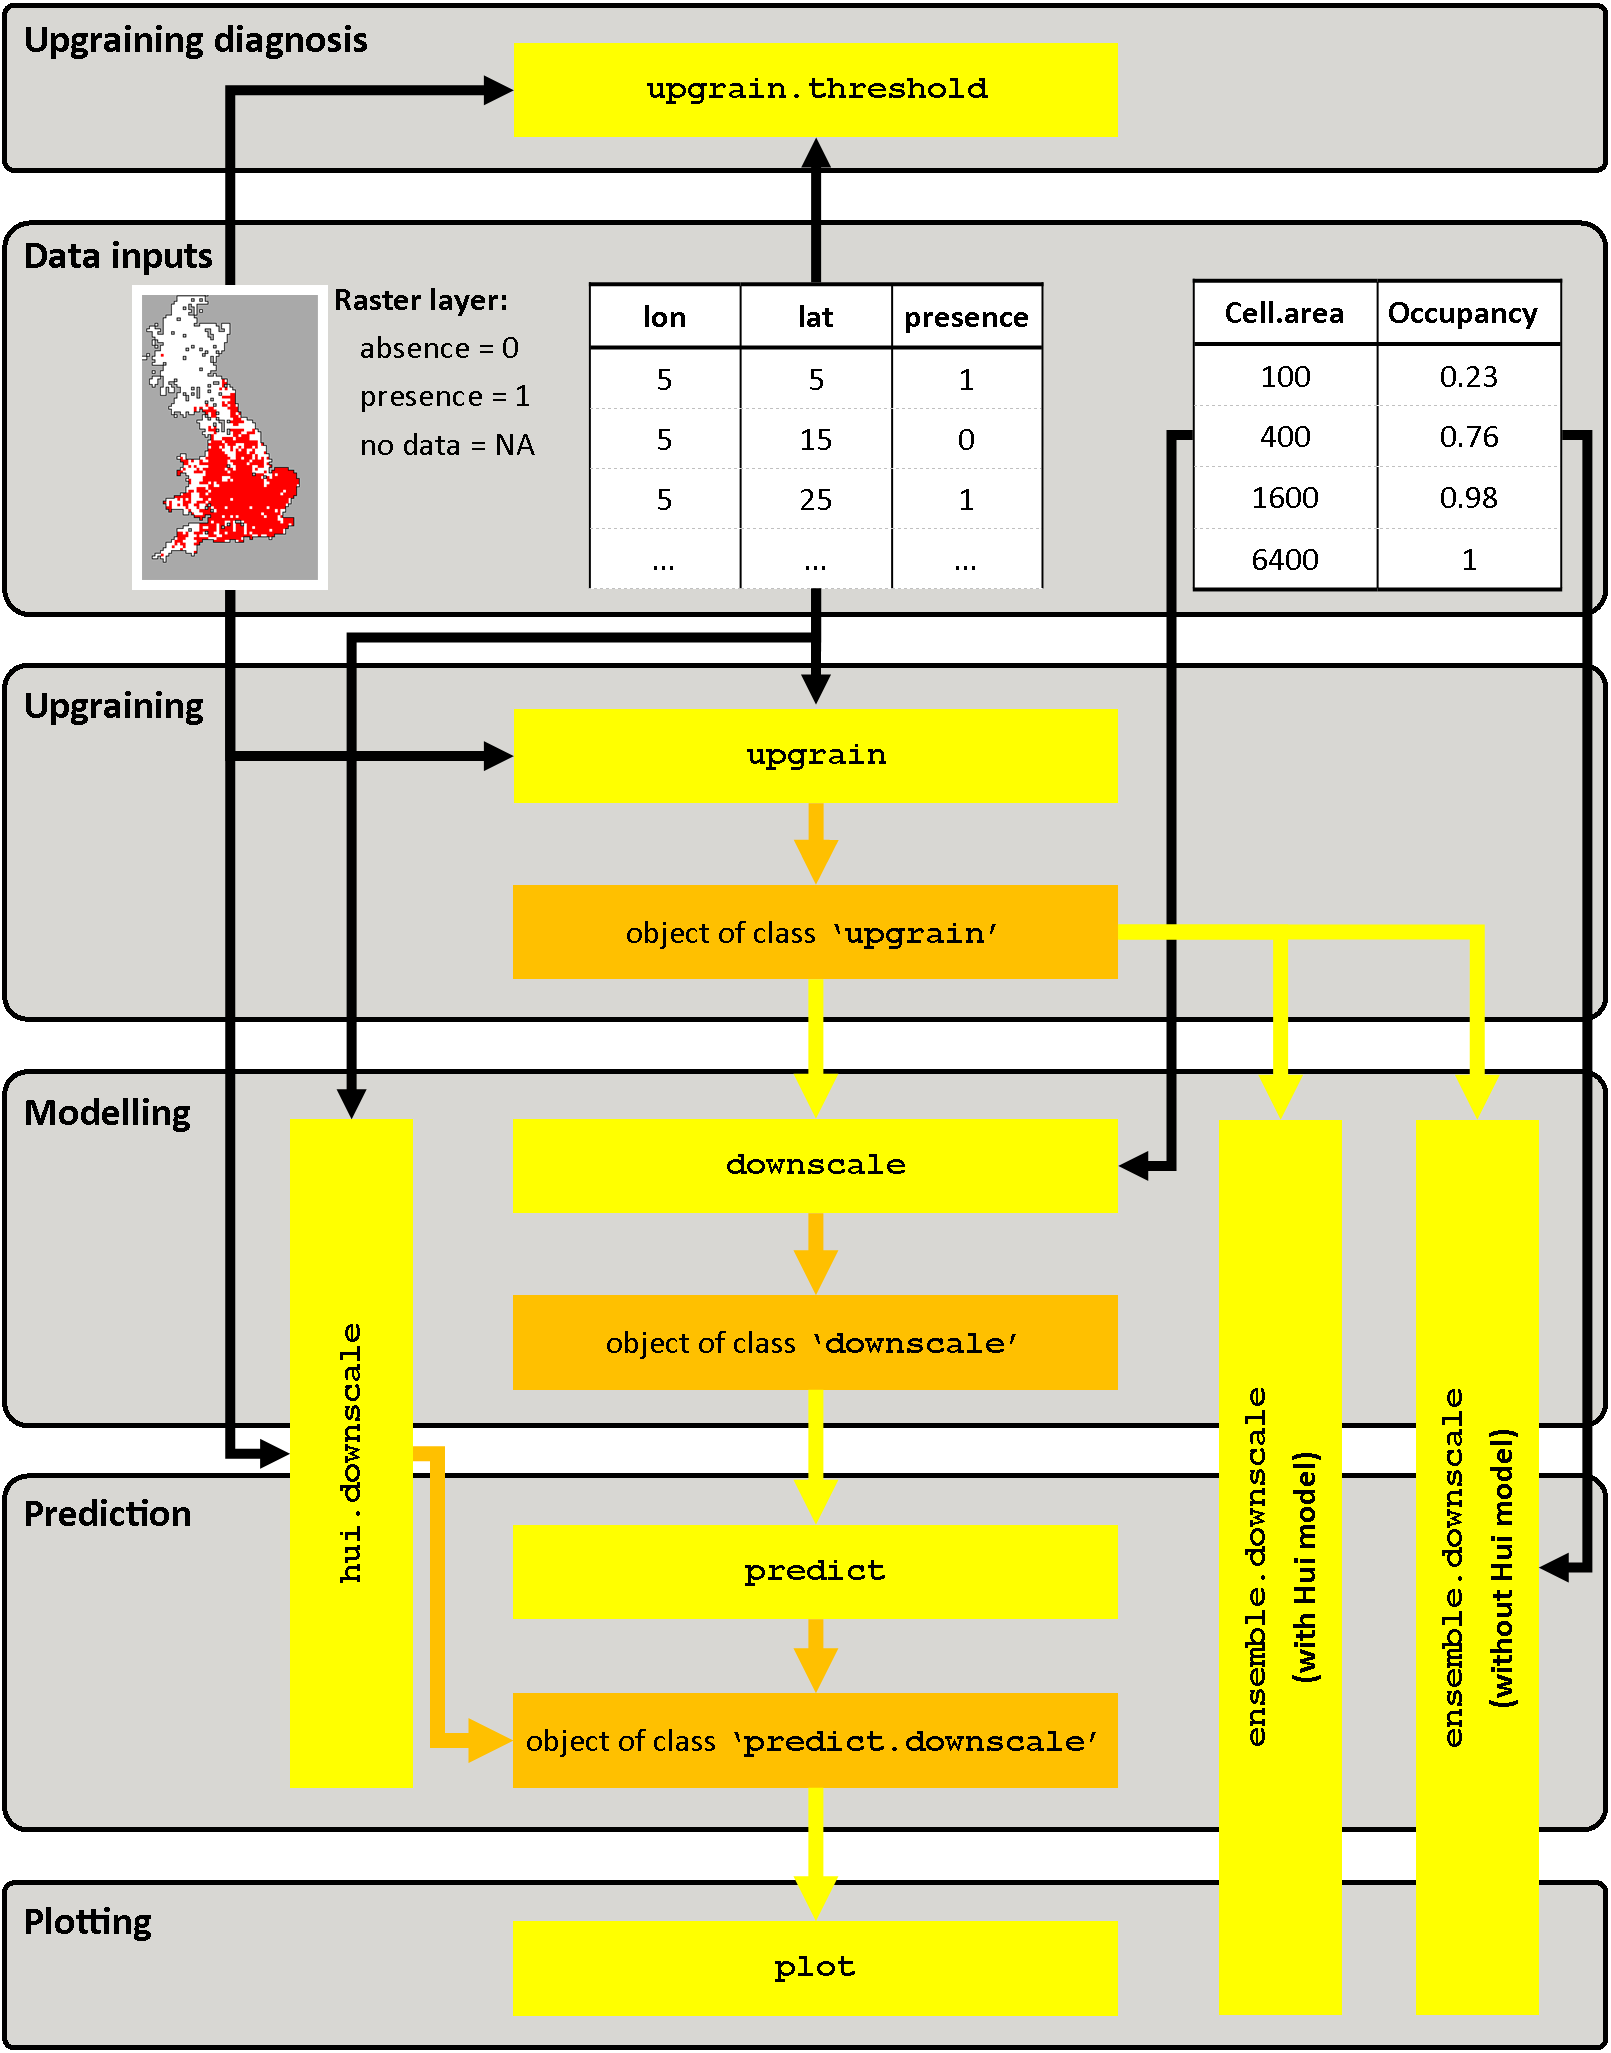 Upgraining diagnosis
upgrain.threshold
Data inputs
Raster layer:
absence = 0
presence = 1
no data = NA
lon lat presence
5 5 1
5 15 0
5 25 1
... ... ...
Cell.area Occupancy
100 0.23
400 0.76
1600 0.98
6400 1
Upgraining
upgrain
object of class ‘upgrain’
Modelling
downscale
object of class ‘downscale’
hui.downscale
ensemble.downscale
(with Hui model)
ensemble.downscale
(without Hui model)
Prediction
predict
object of class ‘predict.downscale’
Plotting
plot